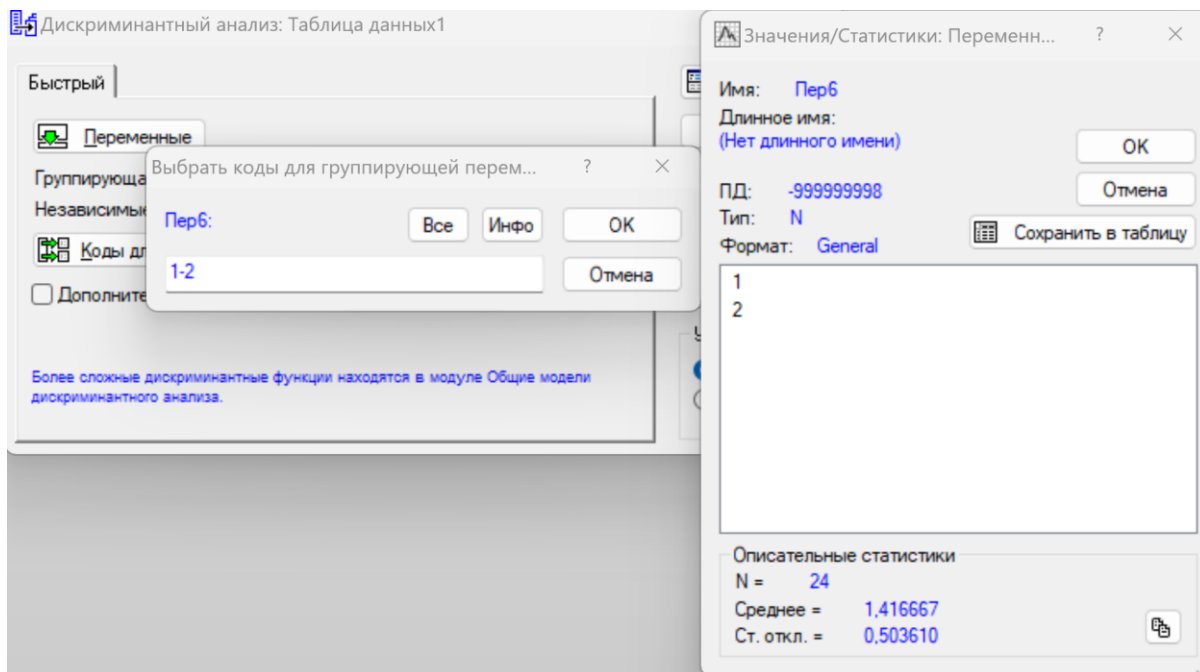 Дискриминантный анализ: Таблица данных1
Быстрый
Переменные
Группирующа
Независимые
Коды дл
Дополните
Более сложные дискриминантные функции находятся в модуле Общие модели
дискриминантного анализа.
Выбрать коды для группирующей перем... ?
Пер6:
Все Инфо OK
1-2
Отмена
Значения/Статистики: Переменн... ?
Имя: Пер6
Длинное имя:
(Нет длинного имени)
OK
ПД: -999999998
Отмена
Тип: N
Сохранить в таблицу
Формат: General
1
2
Описательные статистики
N = 24
Среднее = 1,416667
Ст. откл. = 0,503610